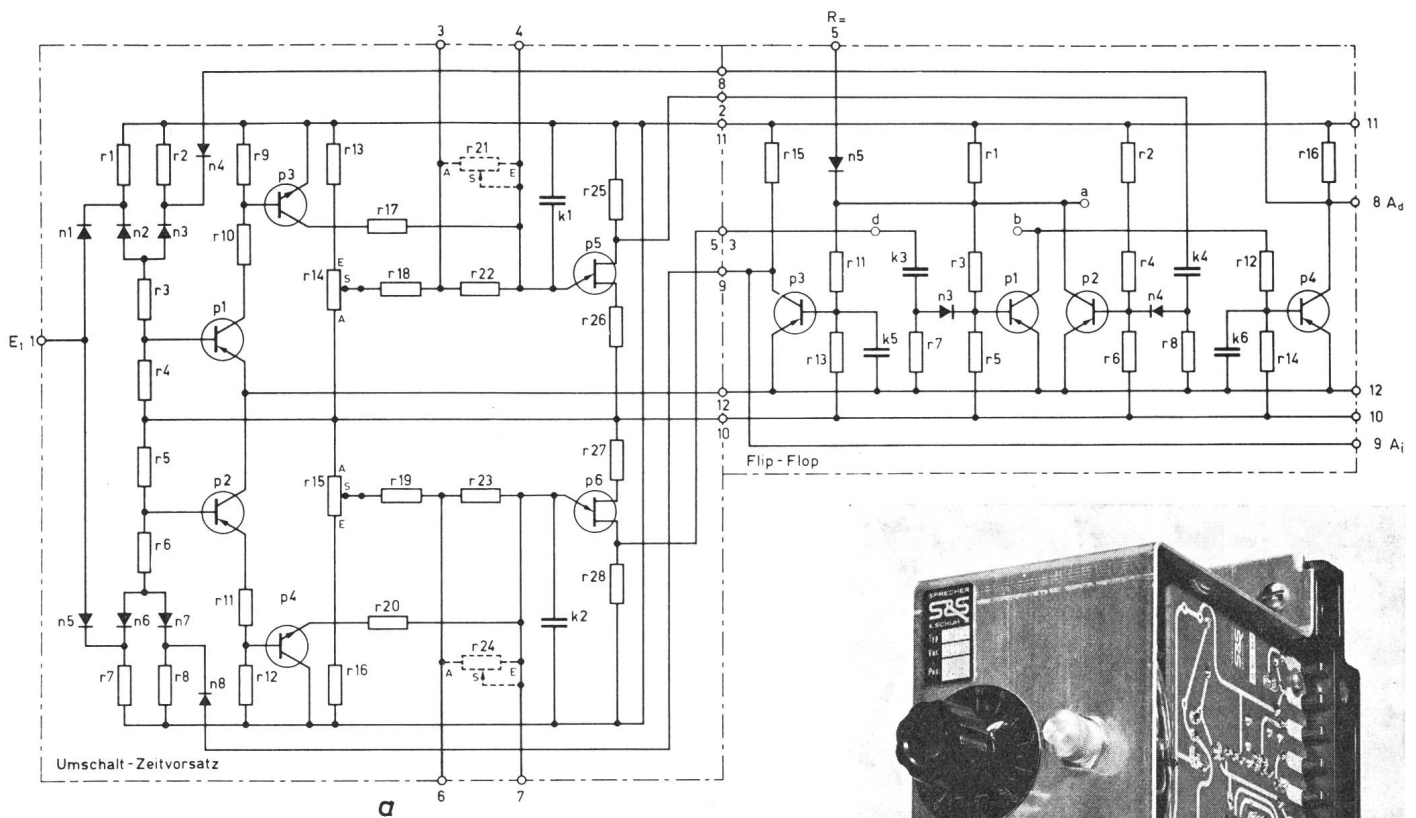 R=
3
4
5
8
2
11
11
r1
r2
n4
r9
p3
r13
r21
A
S
E
k1
r25
r15
n5
r1
r2
r16
8 Ad
a
b
d
n1
n2
n3
r10
r17
p5
5
3
9
r14
E
S
A
r18
r22
r11
k3
r3
p1
p2
r4
k4
r12
p4
p3
n3
n4
r3
p1
r26
r13
k5
r7
r5
r6
r8
k6
r14
E1 1
r4
12
12
10
10
9 Ai
Flip-Flop
r5
p2
r15
A
S
E
r19
r23
r27
p6
r6
r28
n5
n6
n7
r11
p4
r20
k2
r24
A
S
E
r7
r8
n8
r12
r16
Umschalt-Zeitvorsatz
6
7
a
SPRECHER
S&S
& SCHUH
Typ